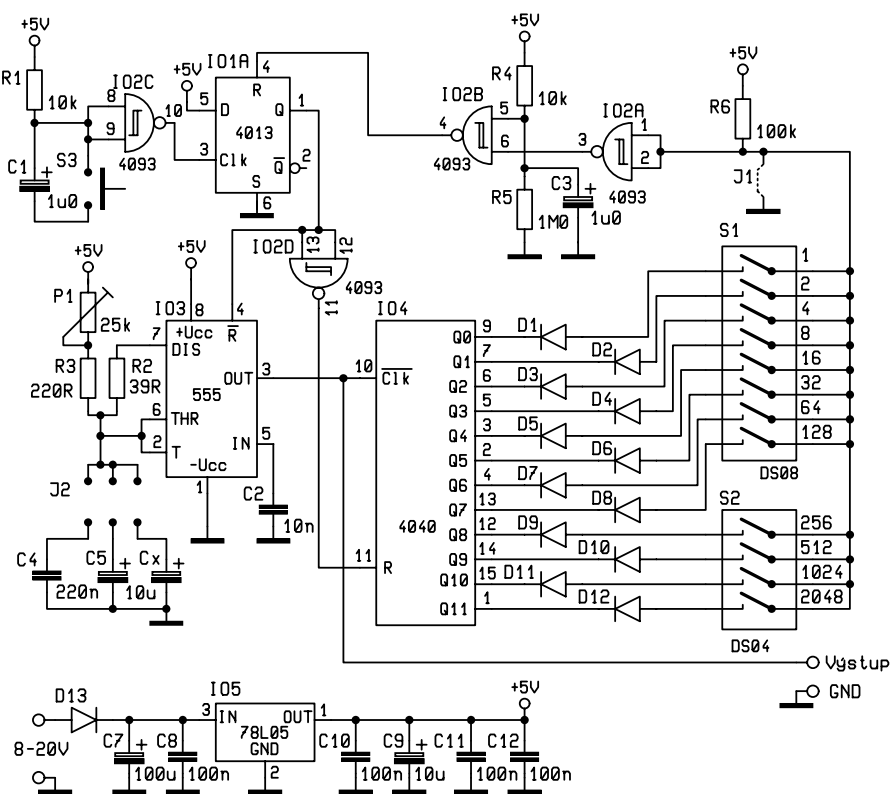 +5V
R1
10k
C1
+
1u0
S3
IO2C
8
9
10
4093
+5V
IO1A
4
R
5
D
Q
1
4013
3
Clk
Q
2
S
6
+5V
R4
10k
IO2B
4
5
6
4093
R5
1M0
C3
+
1u0
IO2A
3
1
2
4093
+5V
R6
100k
J1
+5V
P1
25k
R3
220R
R2
39R
J2
C4
220n
C5
+
10u
Cx
+
+5V
IO3
8
4
+Ucc
R
7
DIS
OUT
3
555
6
THR
2
T
IN
5
-Ucc
1
C2
10n
IO2D
13
12
4093
11
IO4
10
Clk
4040
11
R
Q0
9
D1
Q1
7
D2
Q2
6
D3
Q3
5
D4
Q4
3
D5
Q5
2
D6
Q6
4
D7
Q7
13
D8
Q8
12
D9
Q9
14
D10
Q10
15
D11
Q11
1
D12
S1
1
2
4
8
16
32
64
128
DS08
S2
256
512
1024
2048
DS04
Výstup
GND
D13
8-20V
C7
+
100u
C8
100n
IO5
3
IN
OUT
1
78L05
GND
2
C10
100n
C9
+
10u
C11
100n
C12
100n
+5V